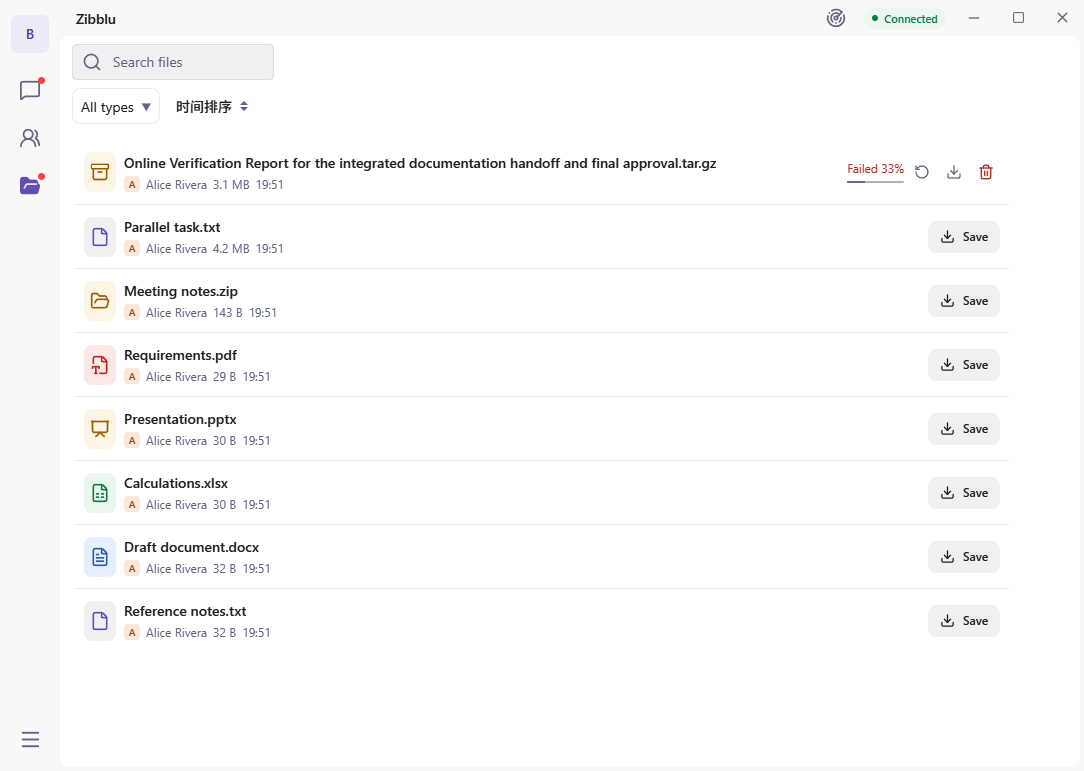 Zibblu
Connected
B
Search files
All types
时间排序
Online Verification Report for the integrated documentation handoff and final approval.tar.gz
A Alice Rivera 3.1 MB 19:51
Failed 33%
Parallel task.txt
A Alice Rivera 4.2 MB 19:51
Save
Meeting notes.zip
A Alice Rivera 143 B 19:51
Save
Requirements.pdf
A Alice Rivera 29 B 19:51
Save
Presentation.pptx
A Alice Rivera 30 B 19:51
Save
Calculations.xlsx
A Alice Rivera 30 B 19:51
Save
Draft document.docx
A Alice Rivera 32 B 19:51
Save
Reference notes.txt
A Alice Rivera 32 B 19:51
Save